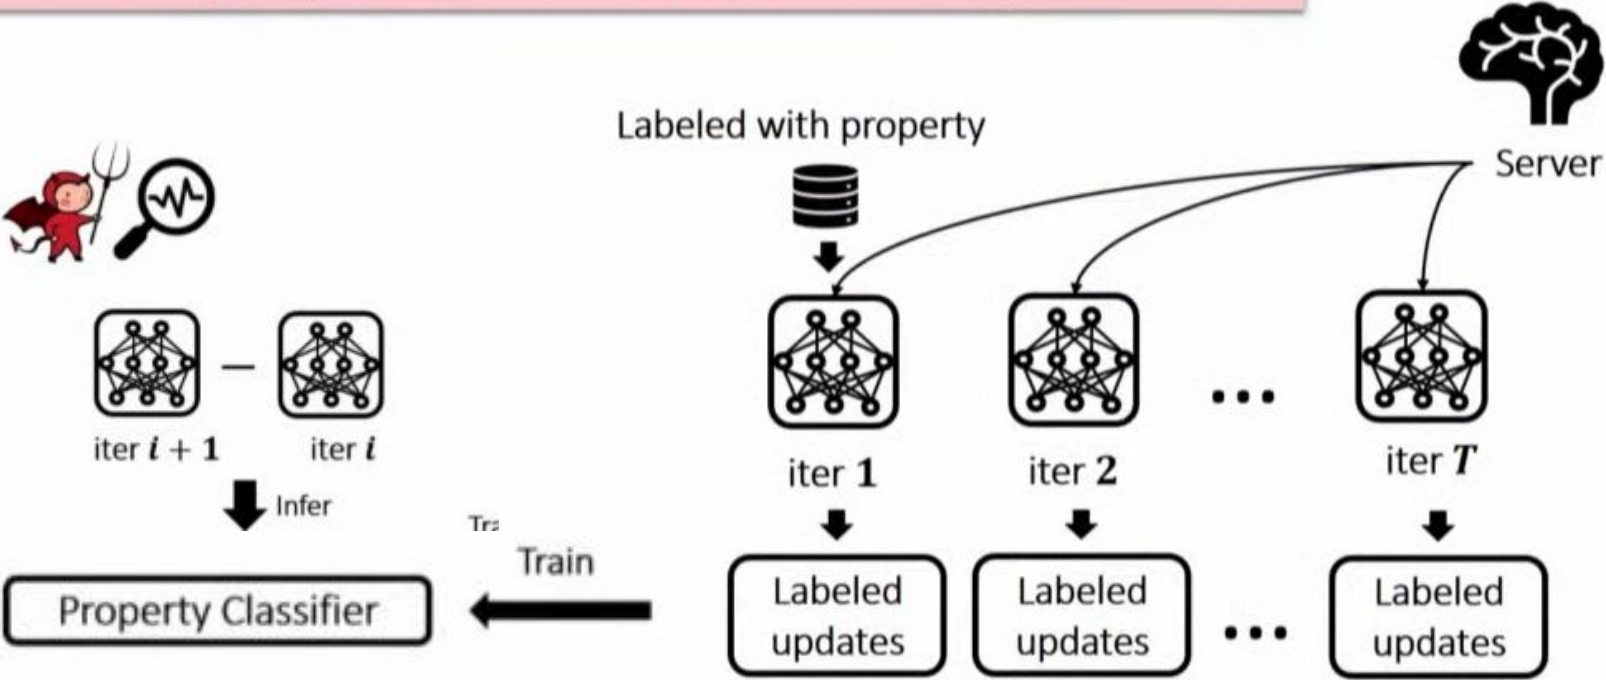 Labeled with property
Server
iter i + 1
iter i
Infer
iter 1
iter 2
iter T
Tra
Train
Property Classifier
Labeled
updates
Labeled
updates
Labeled
updates